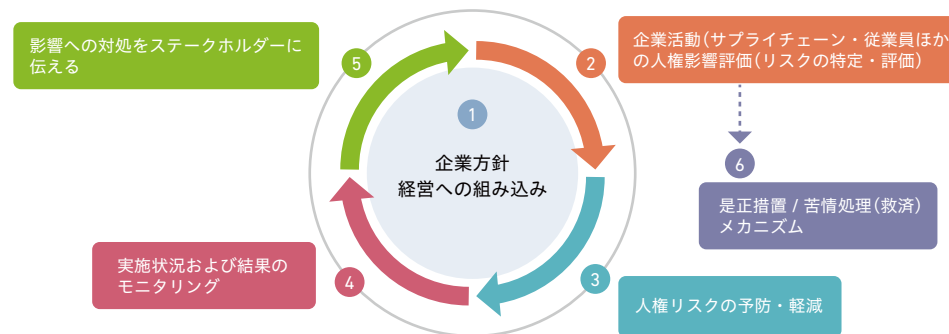 1
企業方針
経営への組み込み
2
企業活動(サプライチェーン・従業員ほか
の人権影響評価(リスクの特定・評価)
3
人権リスクの予防・軽減
4
実施状況および結果の
モニタリング
5
影響への対処をステークホルダーに
伝える
6
是正措置 / 苦情処理(救済)
メカニズム